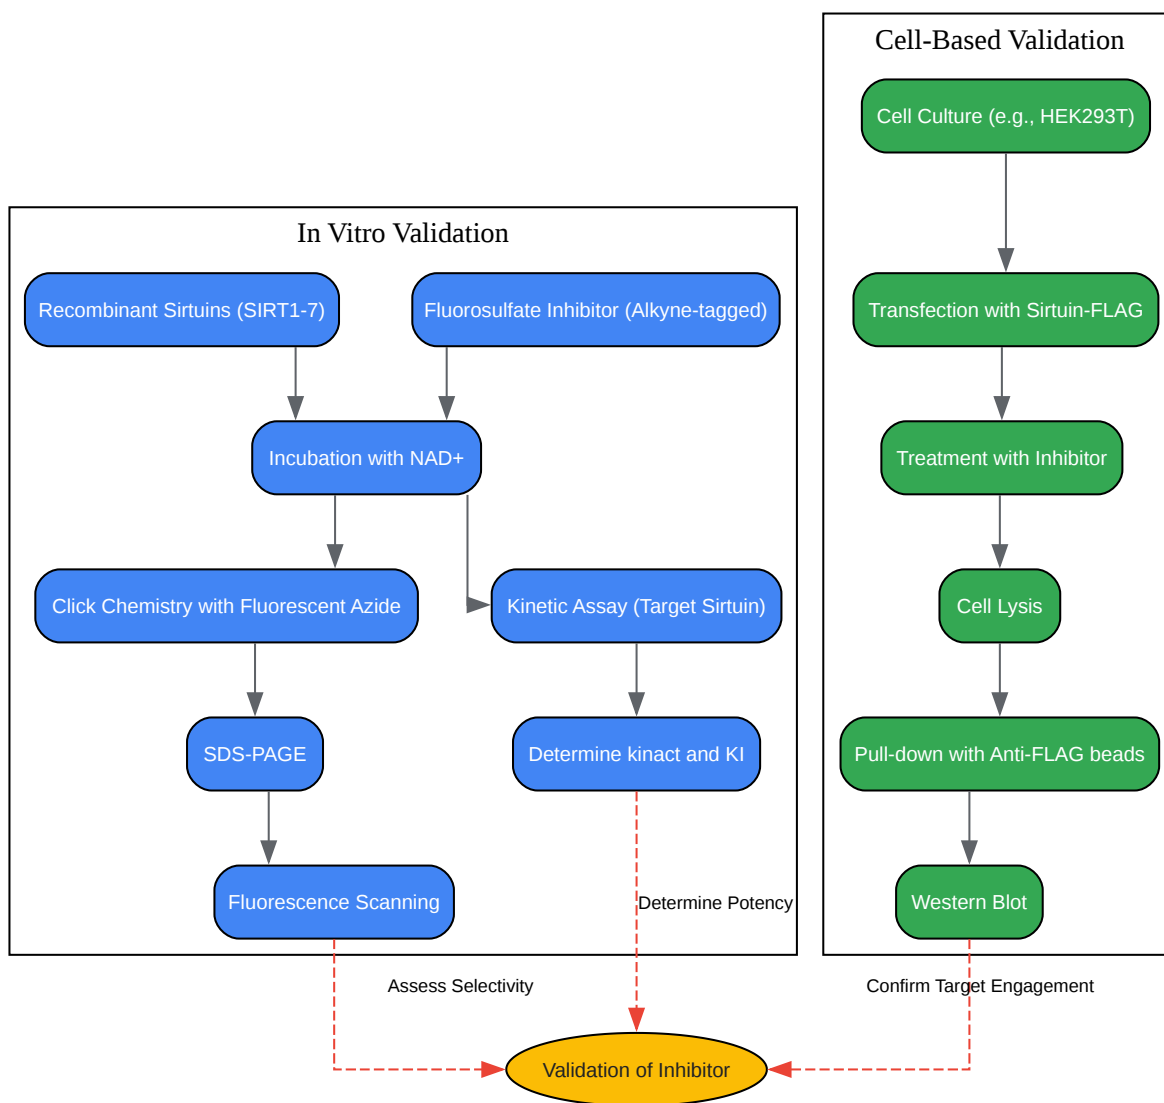 Cell-Based Validation
Cell Culture (e.g., HEK293T)
In Vitro Validation
Recombinant Sirtuins (SIRT1-7)
Fluorosulfate Inhibitor (Alkyne-tagged)
Transfection with Sirtuin-FLAG
Incubation with NAD+
Treatment with Inhibitor
Click Chemistry with Fluorescent Azide
Kinetic Assay (Target Sirtuin)
Cell Lysis
SDS-PAGE
Determine kinact and KI
Pull-down with Anti-FLAG beads
Fluorescence Scanning
Determine Potency
Western Blot
Assess Selectivity
Confirm Target Engagement
Validation of Inhibitor